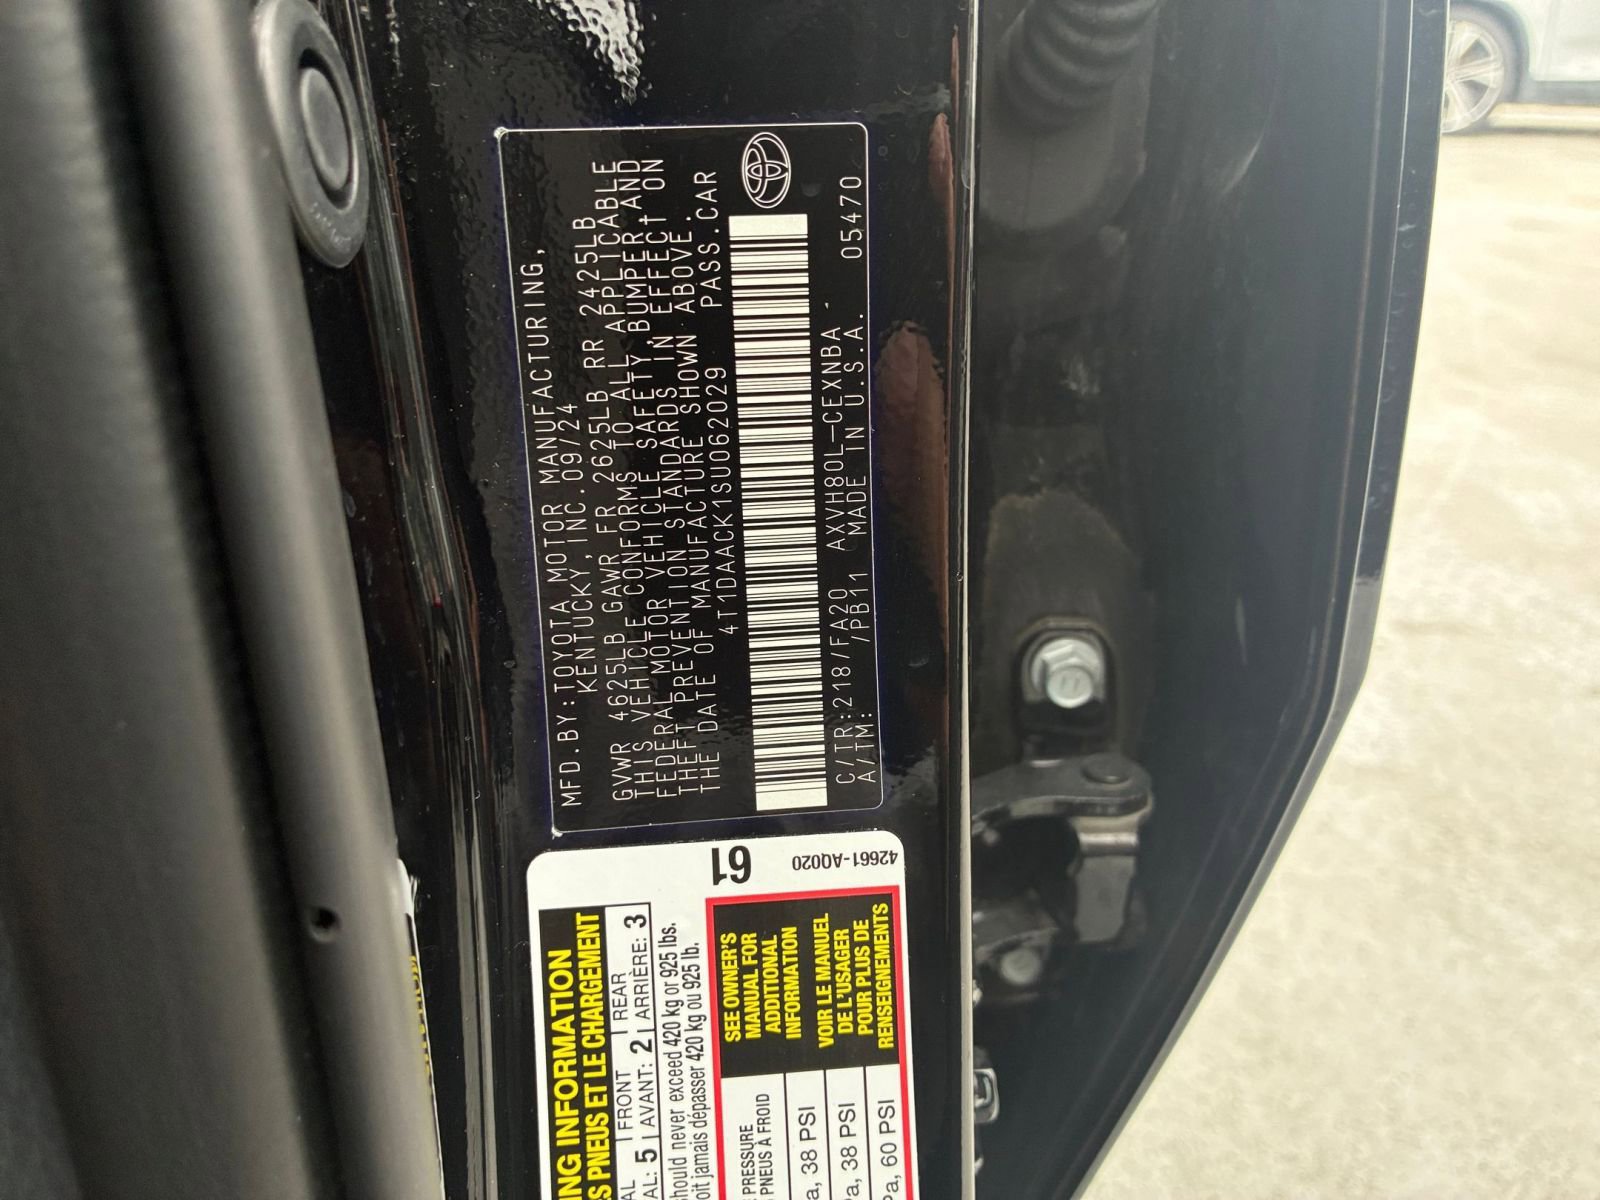 MFD.BY:TOYOTA MOTOR MANUFACTURING,
KENTUCKY, INC.09/24
GVWR 4625LB GAWR FR 2625LB RR 2425LB
THIS VEHICLE CONFORMS TO ALL APPLICABLE
FEDERAL MOTOR VEHICLE SAFETY,BUMPER,AND
THEFT PREVENTION STANDARDS IN EFFECT ON
THE DATE OF MANUFACTURE SHOWN ABOVE.
4T1DAACK1SU062029 PASS.CAR
C/TR:218/FA20 AXVH80L-CEXNBA
A/TM: /PB11 MADE IN U.S.A. 05470
61
42661-AQ020
INFORMATION
PNEUS ET LE CHARGEMENT
FRONT REAR
5 AVANT: 2 ARRIÈRE: 3
should never exceed 420 kg or 925 lbs.
jamais dépasser 420 kg ou 925 lb.
SEE OWNER'S
MANUAL FOR
ADDITIONAL
INFORMATION
VOIR LE MANUEL
DE L'USAGER
POUR PLUS DE
RENSEIGNEMENTS
PRESSURE
PNEUS À FROID
38 PSI
38 PSI
60 PSI